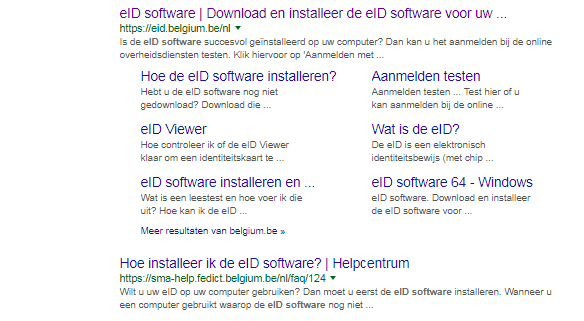 eID software | Download en installeer de eID software voor uw ...
https://eid.belgium.be/nl
Is de eID software succesvol geïnstalleerd op uw computer? Dan kan u het aanmelden bij de online
overheidsdiensten testen. Klik hiervoor op 'Aanmelden met ...
Hoe de eID software installeren?
Hebt u de eID software nog niet
gedownload? Download die ...
Aanmelden testen
Aanmelden testen ... Test hier of u
kan aanmelden bij de online ...
eID Viewer
Hoe controleer ik of de eID Viewer
klaar om een identiteitskaart te ...
Wat is de eID?
De eID is een elektronisch
identiteitsbewijs (met chip ...
eID software installeren en ...
Wat is een leestest en hoe voer ik die
uit? Hoe kan ik de eID ...
eID software 64 - Windows
eID software. Download en installeer
de eID software voor ...
Meer resultaten van belgium.be »
Hoe installeer ik de eID software? | Helpcentrum
https://sma-help.fedict.belgium.be/nl/faq/124
Wilt u uw eID op uw computer gebruiken? Dan moet u eerst de eID software installeren. Wanneer u
een computer gebruikt waarop de eID software nog niet ...